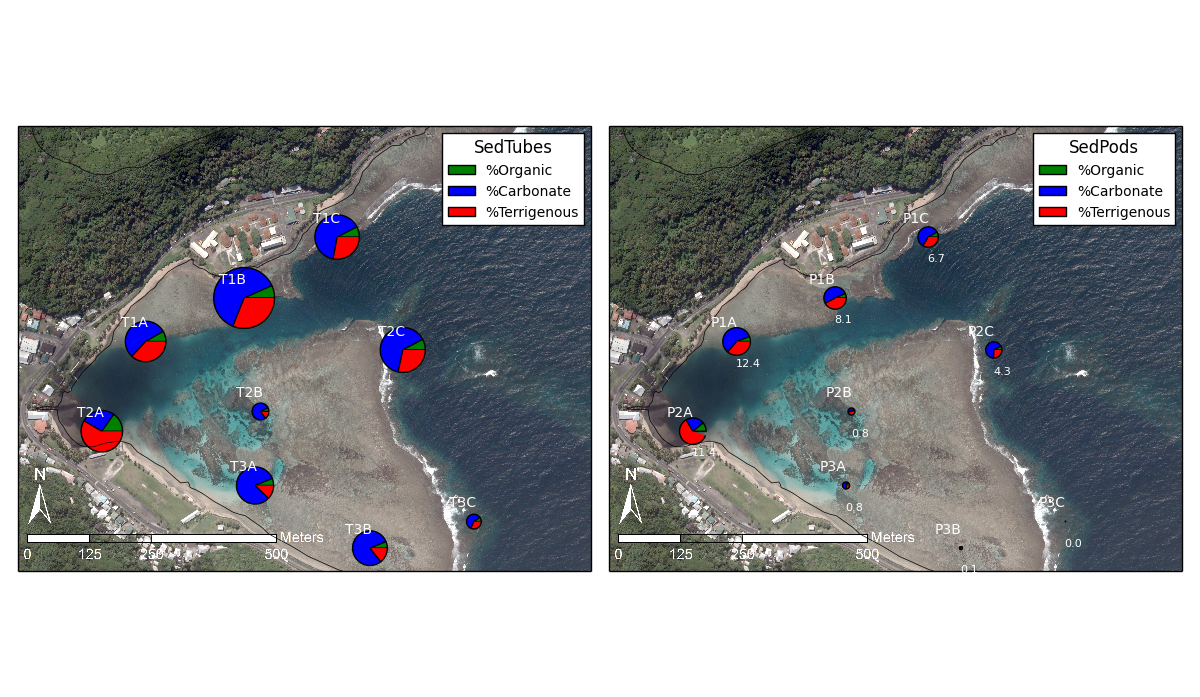 SedTubes
%Organic
%Carbonate
%Terrigenous
T1C
T1B
T1A
T2C
T2B
T2A
T3A
T3C
T3B
N
Meters
0 125 250 500
SedPods
%Organic
%Carbonate
%Terrigenous
P1C
6.7
P1B
8.1
P1A
12.4
P2C
4.3
P2B
0.8
P2A
11.4
P3A
0.8
P3C
0.0
P3B
0.1
N
Meters
0 125 250 500